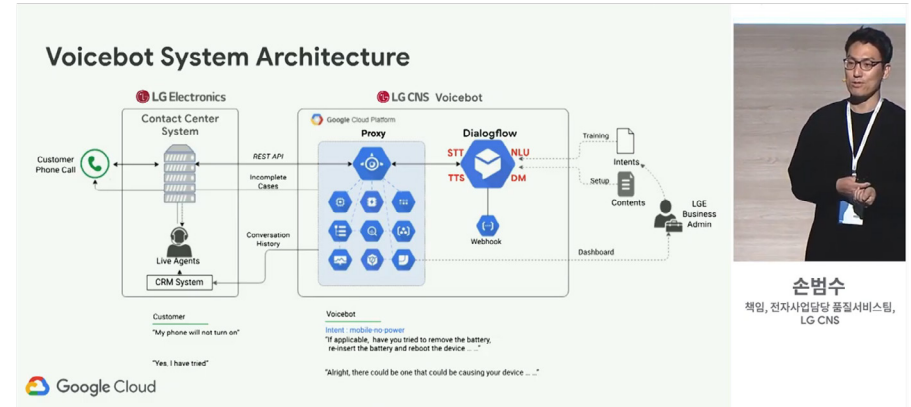 Voicebot System Architecture
LG Electronics
LG CNS Voicebot
Contact Center
System
Google Cloud Platform
Proxy
Dialogflow
Customer
Phone Call
REST API
Incomplete
Cases
STT
NLU
TTS
DM
Training
Intents
Setup
Contents
LGE
Business
Admin
Conversation
History
Webhook
Live Agents
Dashboard
CRM System
Customer
"My phone will not turn on"
"Yes, I have tried"
Voicebot
Intent : mobile-no-power
"If applicable, have you tried to remove the battery,
re-insert the battery and reboot the device ... ..."
"Alright, there could be one that could be causing your device ... ..."
Google Cloud
손범수
책임, 전자사업담당 품질서비스팀,
LG CNS